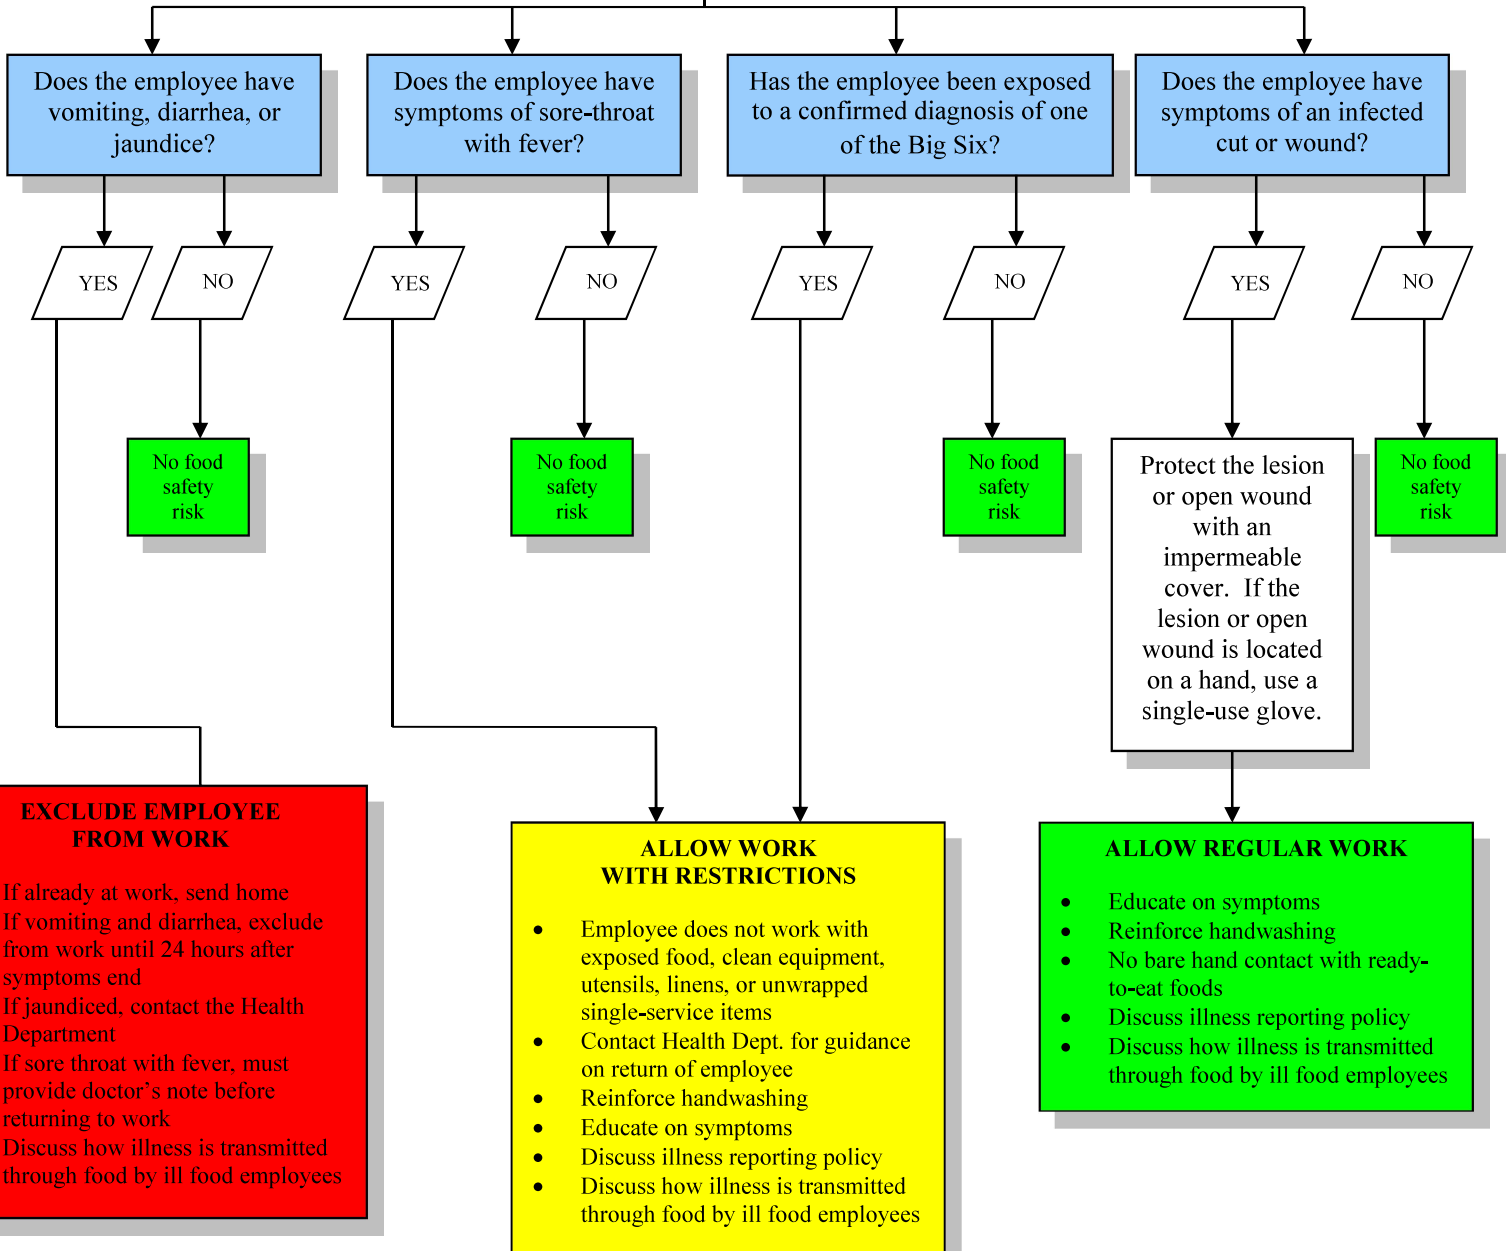 Does the employee have
vomiting, diarrhea, or
jaundice?
Does the employee have
symptoms of sore-throat
with fever?
Has the employee been exposed
to a confirmed diagnosis of one
of the Big Six?
Does the employee have
symptoms of an infected
cut or wound?
YES
NO
YES
NO
YES
NO
YES
NO
No food
safety
risk
No food
safety
risk
No food
safety
risk
Protect the lesion
or open wound
with an
impermeable
cover.  If the
lesion or open
wound is located
on a hand, use a
single-use glove.
No food
safety
risk
EXCLUDE EMPLOYEE
FROM WORK
If already at work, send home
If vomiting and diarrhea, exclude
from work until 24 hours after
symptoms end
If jaundiced, contact the Health
Department
If sore throat with fever, must
provide doctor’s note before
returning to work
Discuss how illness is transmitted
through food by ill food employees
ALLOW WORK
WITH RESTRICTIONS
• Employee does not work with
exposed food, clean equipment,
utensils, linens, or unwrapped
single-service items
• Contact Health Dept. for guidance
on return of employee
• Reinforce handwashing
• Educate on symptoms
• Discuss illness reporting policy
• Discuss how illness is transmitted
through food by ill food employees
ALLOW REGULAR WORK
• Educate on symptoms
• Reinforce handwashing
• No bare hand contact with ready-
to-eat foods
• Discuss illness reporting policy
• Discuss how illness is transmitted
through food by ill food employees